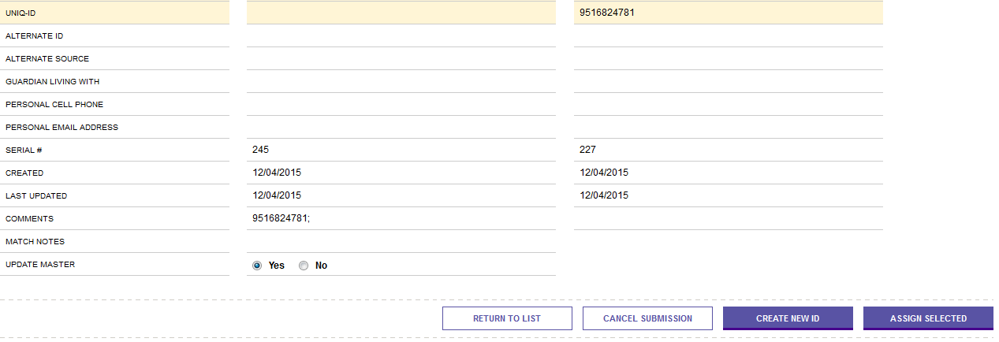 UNIQ-ID 9516824781
ALTERNATE ID
ALTERNATE SOURCE
GUARDIAN LIVING WITH
PERSONAL CELL PHONE
PERSONAL EMAIL ADDRESS
SERIAL # 245 227
CREATED 12/04/2015 12/04/2015
LAST UPDATED 12/04/2015 12/04/2015
COMMENTS 9516824781;
MATCH NOTES
UPDATE MASTER Yes No
RETURN TO LIST CANCEL SUBMISSION CREATE NEW ID ASSIGN SELECTED